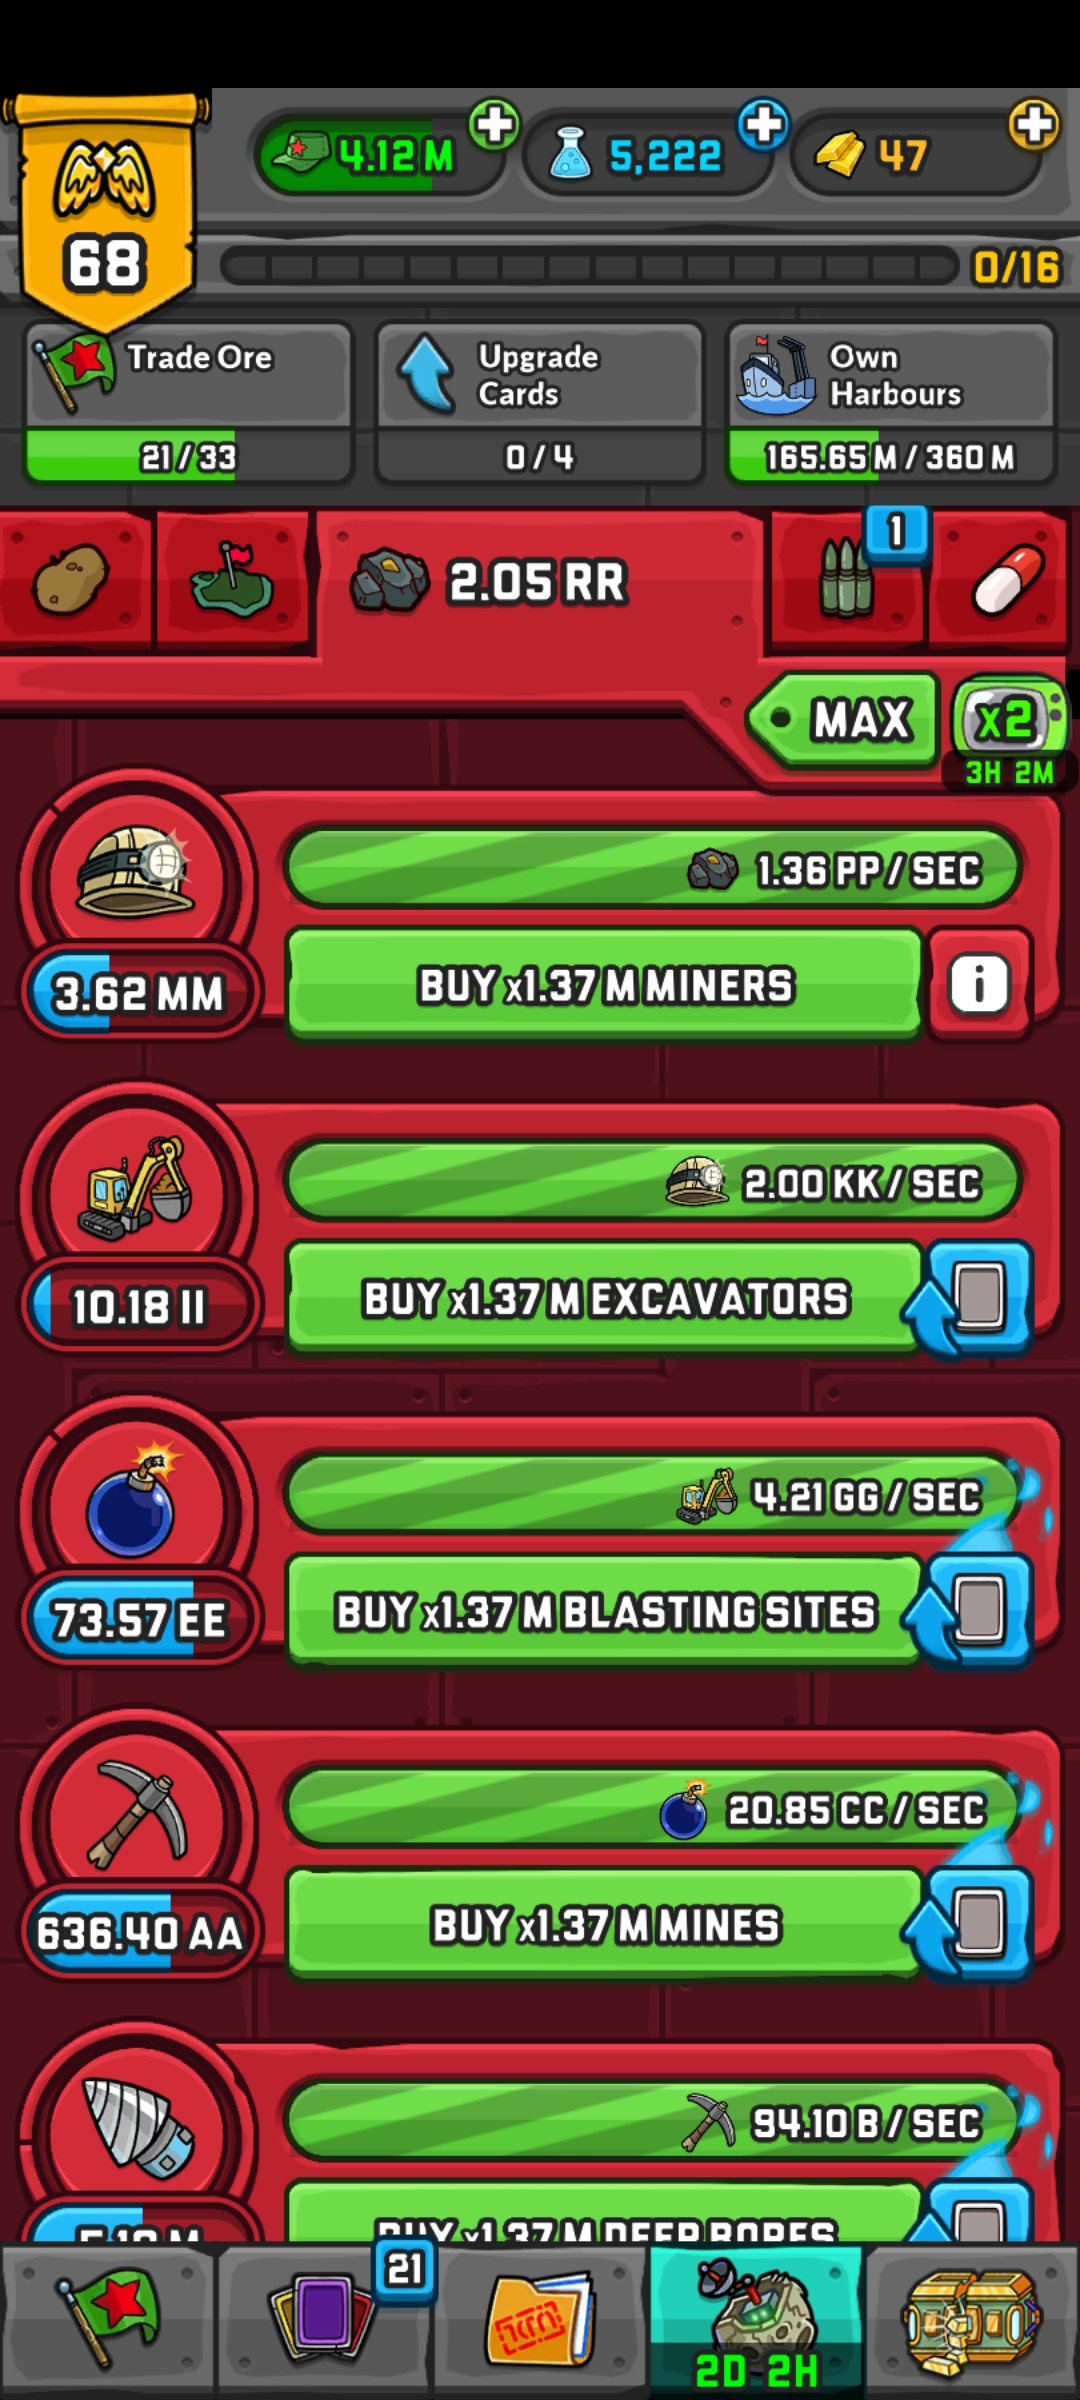 4.12 M
5,222
47
68
0/16
Trade Ore
Upgrade
Cards
Own
Harbours
21 / 33
0 / 4
165.65 M / 360 M
1
2.05 RR
MAX
x2
3H 2M
1.36 PP / SEC
3.62 MM
BUY x1.37 M MINERS
i
2.00 KK / SEC
10.18 II
BUY x1.37 M EXCAVATORS
4.21 GG / SEC
73.57 EE
BUY x1.37 M BLASTING SITES
20.85 CC / SEC
636.40 AA
BUY x1.37 M MINES
94.10 B / SEC
BUY x1.37 M DEEP BORES
21
2D 2H